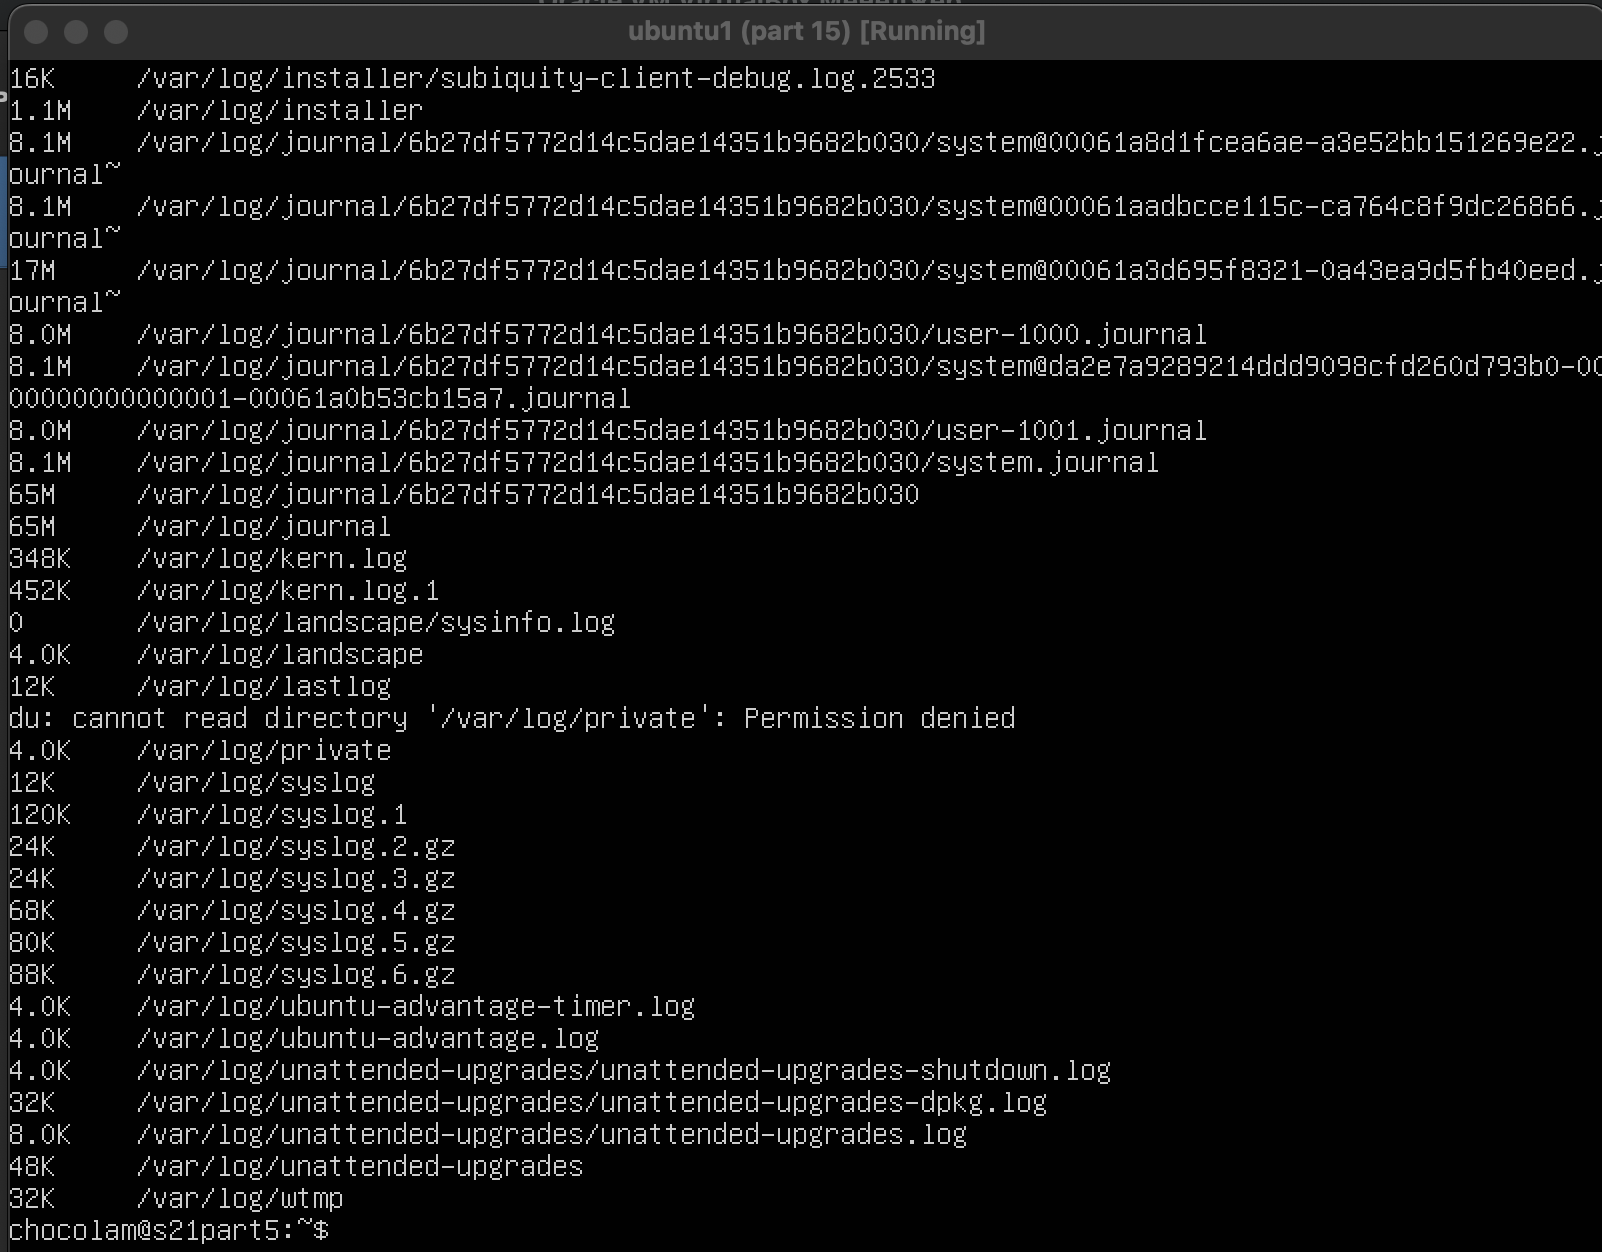 ubuntu1 (part 15) [Running]
16K /var/log/installer/subiquity-client-debug.log.2533
1.1M /var/log/installer
8.1M /var/log/journal/6b27df5772d14c5dae14351b9682b030/system@00061a8d1fcea6ae-a3e52bb151269e22.j
ournal~
8.1M /var/log/journal/6b27df5772d14c5dae14351b9682b030/system@00061aadbcce115c-ca764c8f9dc26866.j
ournal~
17M /var/log/journal/6b27df5772d14c5dae14351b9682b030/system@00061a3d695f8321-0a43ea9d5fb40eed.j
ournal~
8.0M /var/log/journal/6b27df5772d14c5dae14351b9682b030/user-1000.journal
8.1M /var/log/journal/6b27df5772d14c5dae14351b9682b030/system@da2e7a9289214ddd9098cfd260d793b0-00
00000000000001-00061a0b53cb15a7.journal
8.0M /var/log/journal/6b27df5772d14c5dae14351b9682b030/user-1001.journal
8.1M /var/log/journal/6b27df5772d14c5dae14351b9682b030/system.journal
65M /var/log/journal/6b27df5772d14c5dae14351b9682b030
65M /var/log/journal
348K /var/log/kern.log
452K /var/log/kern.log.1
0 /var/log/landscape/sysinfo.log
4.0K /var/log/landscape
12K /var/log/lastlog
du: cannot read directory '/var/log/private': Permission denied
4.0K /var/log/private
12K /var/log/syslog
120K /var/log/syslog.1
24K /var/log/syslog.2.gz
24K /var/log/syslog.3.gz
68K /var/log/syslog.4.gz
80K /var/log/syslog.5.gz
88K /var/log/syslog.6.gz
4.0K /var/log/ubuntu-advantage-timer.log
4.0K /var/log/ubuntu-advantage.log
4.0K /var/log/unattended-upgrades/unattended-upgrades-shutdown.log
32K /var/log/unattended-upgrades/unattended-upgrades-dpkg.log
8.0K /var/log/unattended-upgrades/unattended-upgrades.log
48K /var/log/unattended-upgrades
32K /var/log/wtmp
chocolam@s21part5:~$